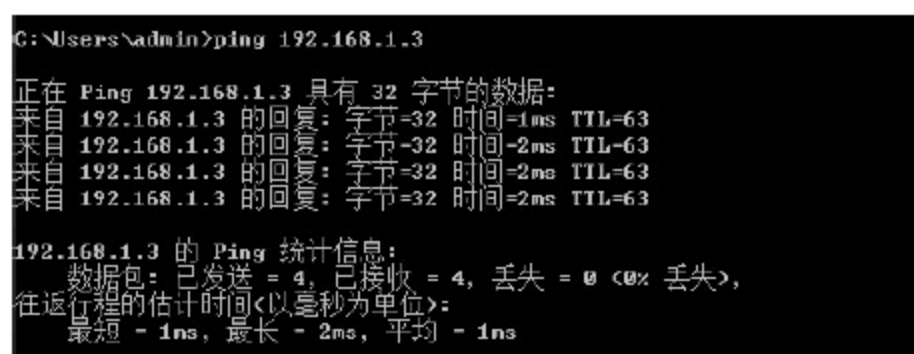 C:\Users\admin>ping 192.168.1.3
正在 Ping 192.168.1.3 具有 32 字节的数据:
来自 192.168.1.3 的回复: 字节=32 时间=1ms TTL=63
来自 192.168.1.3 的回复: 字节=32 时间=2ms TTL=63
来自 192.168.1.3 的回复: 字节=32 时间=2ms TTL=63
来自 192.168.1.3 的回复: 字节=32 时间=2ms TTL=63
192.168.1.3 的 Ping 统计信息:
数据包: 已发送 = 4, 已接收 = 4, 丢失 = 0 (0% 丢失),
往返行程的估计时间(以毫秒为单位):
最短 = 1ms, 最长 = 2ms, 平均 = 1ms